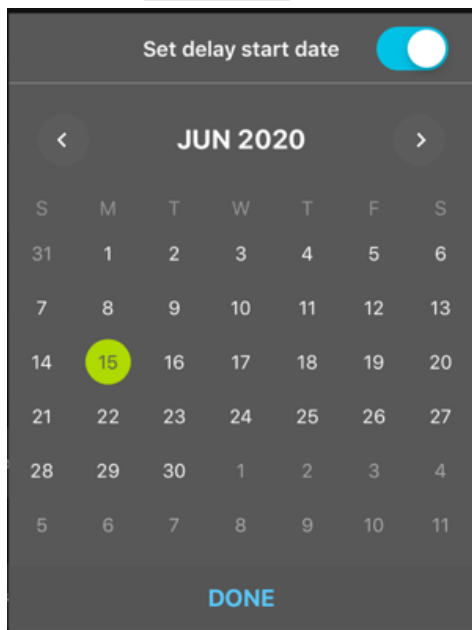 Set delay start date
< JUN 2020 >
S M T W T F S
31 1 2 3 4 5 6
7 8 9 10 11 12 13
14 15 16 17 18 19 20
21 22 23 24 25 26 27
28 29 30 1 2 3 4
5 6 7 8 9 10 11
DONE